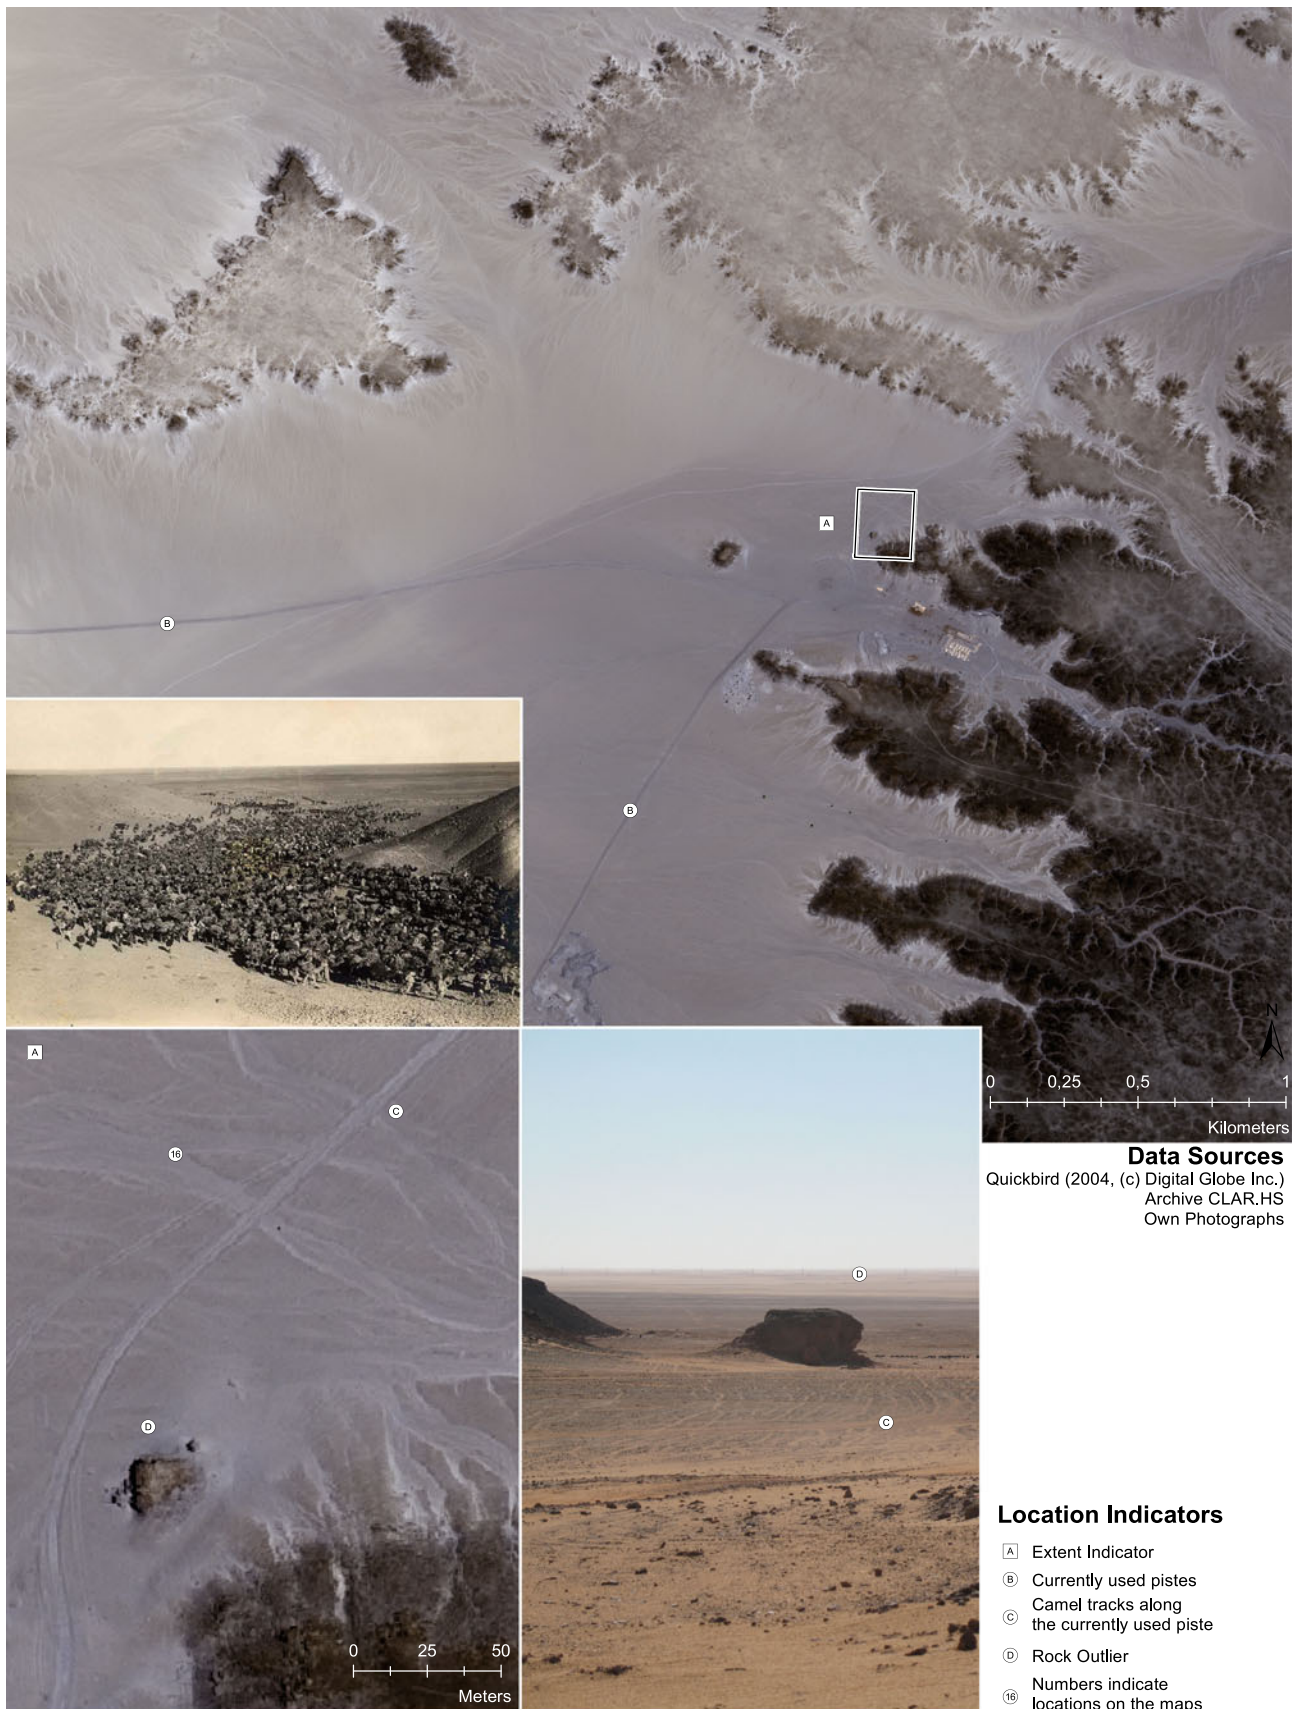 A
B
B
N
0 0,25 0,5 1
Kilometers
A
C
16
D
0 25 50
Meters
D
C
Data Sources
Quickbird (2004, (c) Digital Globe Inc.)
Archive CLAR.HS
Own Photographs
Location Indicators
A Extent Indicator
B Currently used pistes
C Camel tracks along
the currently used piste
D Rock Outlier
16 Numbers indicate
locations on the maps